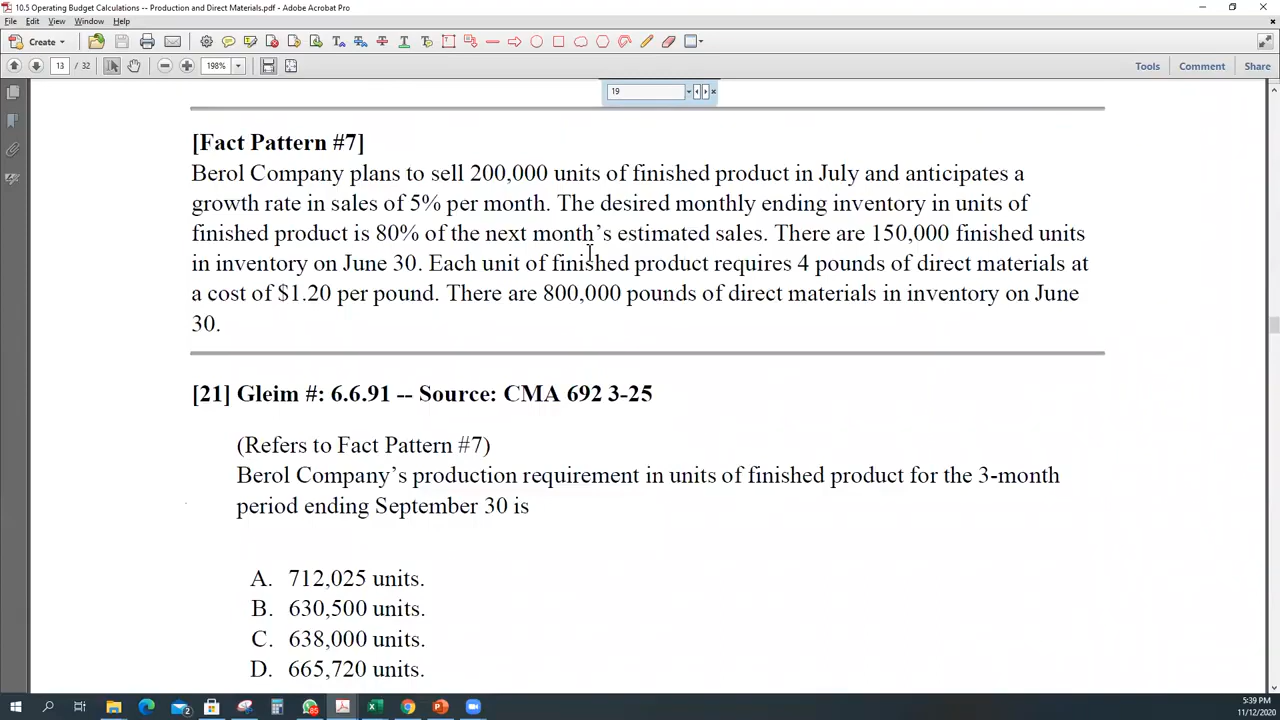 10.5 Operating Budget Calculations -- Production and Direct Materials.pdf - Adobe Acrobat Pro
File Edit View Window Help
Create
13 / 32 198% Tools Comment Share
19
[Fact Pattern #7]
Berol Company plans to sell 200,000 units of finished product in July and anticipates a
growth rate in sales of 5% per month. The desired monthly ending inventory in units of
finished product is 80% of the next month’s estimated sales. There are 150,000 finished units
in inventory on June 30. Each unit of finished product requires 4 pounds of direct materials at
a cost of $1.20 per pound. There are 800,000 pounds of direct materials in inventory on June
30.
[21] Gleim #: 6.6.91 -- Source: CMA 692 3-25
(Refers to Fact Pattern #7)
Berol Company’s production requirement in units of finished product for the 3-month
period ending September 30 is
A. 712,025 units.
B. 630,500 units.
C. 638,000 units.
D. 665,720 units.
5:39 PM
11/12/2020